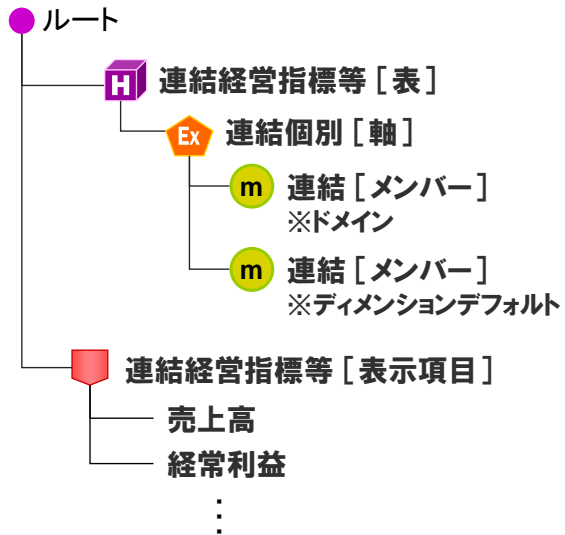 ルート
H 連結経営指標等［表］
Ex 連結個別［軸］
m 連結［メンバー］
※ドメイン
m 連結［メンバー］
※ディメンションデフォルト
連結経営指標等［表示項目］
売上高
経常利益
⋮